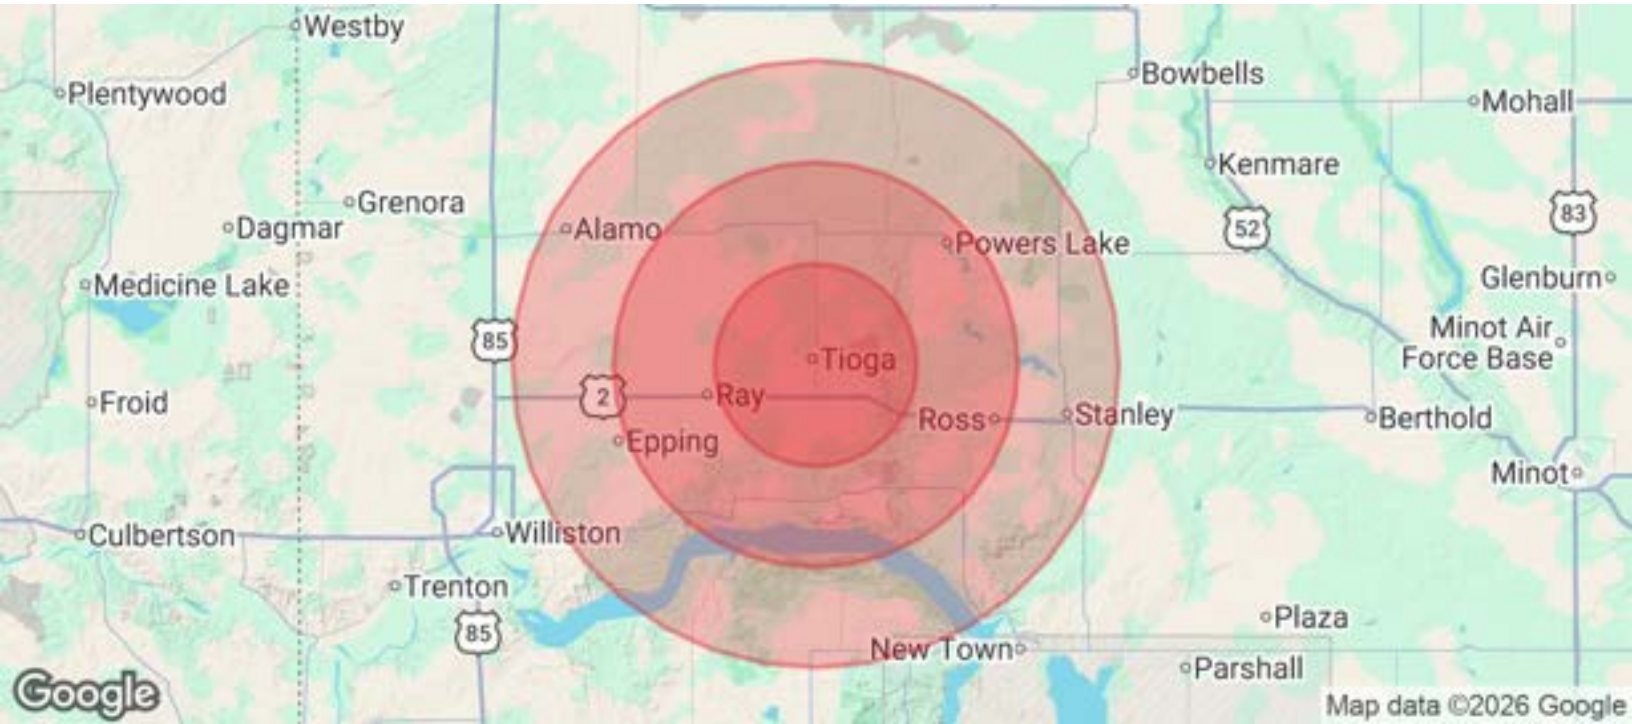 Westby
Bowbells
Plentywood
Mohall
Kenmare
Grenora
83
Dagmar
Alamo
52
Powers Lake
Medicine Lake
Glenburn
Minot Air
Force Base
85
Tioga
2
Ray
Froid
Ross
Stanley
Berthold
Epping
Minot
Culbertson
Williston
Trenton
Plaza
85
New Town
Parshall
Google
Map data ©2026 Google